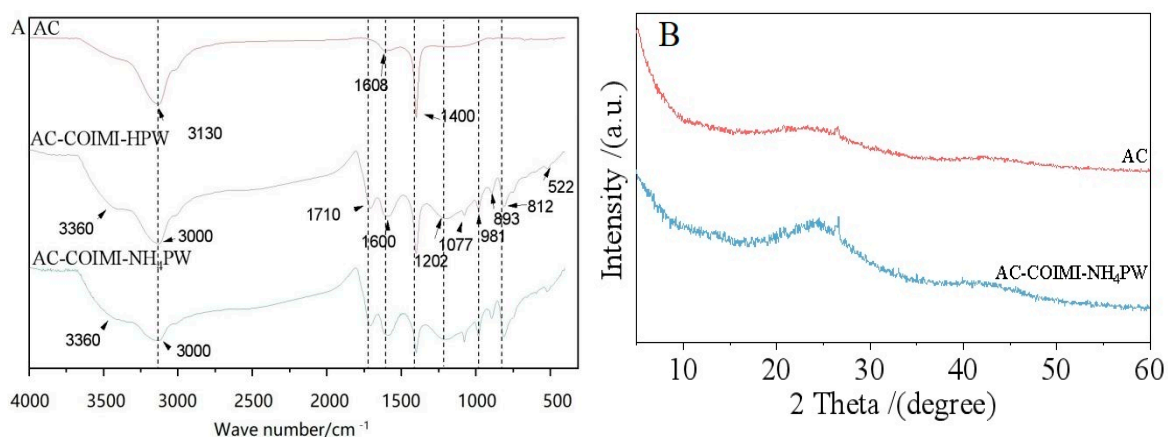 A AC
1608
1400
3130
AC-COIMI-HPW
1710
522
812
893
981
1077
1202
1600
3360
3000
AC-COIMI-NH₄PW
3360
3000
4000 3500 3000 2000 1500 1000 500
Wave number/cm⁻¹
B
AC
AC-COIMI-NH₄PW
Intensity /(a.u.)
10 20 30 40 50 60
2 Theta /(degree)